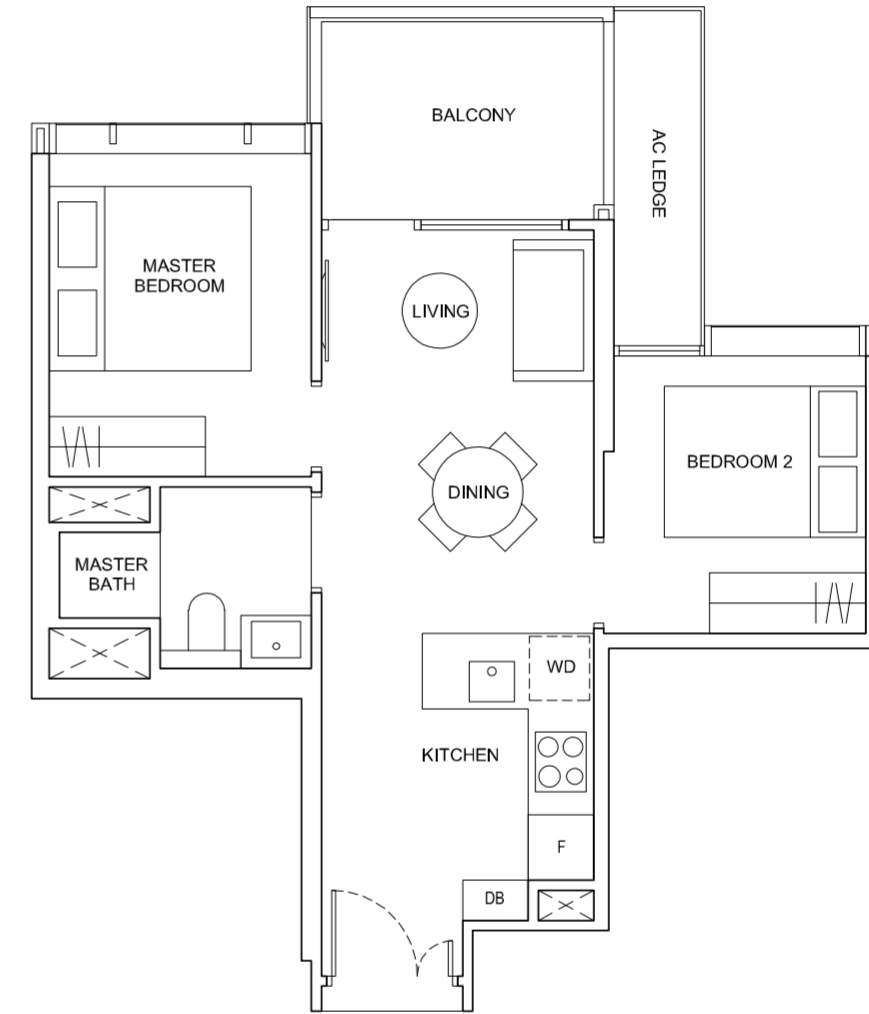 BALCONY
AC LEDGE
MASTER
BEDROOM
LIVING
BEDROOM 2
DINING
MASTER
BATH
WD
KITCHEN
F
DB